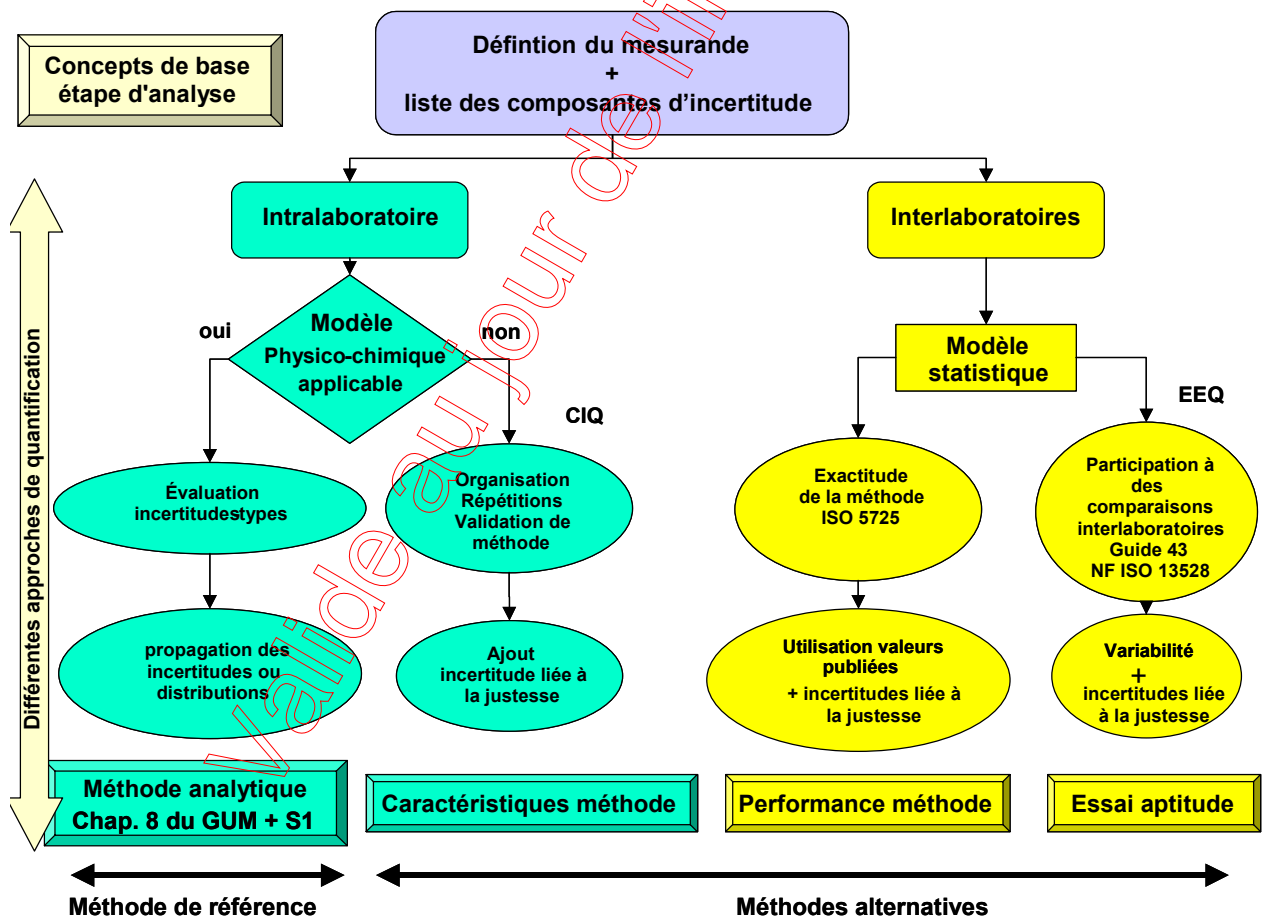 Concepts de base
étape d'analyse
Défintion du mesurande
+
liste des composantes d'incertitude
Différentes approches de quantification
Intralaboratoire
Interlaboratoires
oui
Modèle
Physico-chimique
applicable
non
CIQ
Modèle
statistique
EEQ
Évaluation
incertitudestypes
Organisation
Répétitions
Validation de
méthode
Exactitude
de la méthode
ISO 5725
Participation à
des
comparaisons
interlaboratoires
Guide 43
NF ISO 13528
propagation des
incertitudes ou
distributions
Ajout
incertitude liée à
la justesse
Utilisation valeurs
publiées
+ incertitudes liée à
la justesse
Variabilité
+
incertitudes liée
à la justesse
Méthode analytique
Chap. 8 du GUM + S1
Caractéristiques méthode
Performance méthode
Essai aptitude
Méthode de référence
Méthodes alternatives
Valide au jour de l'i